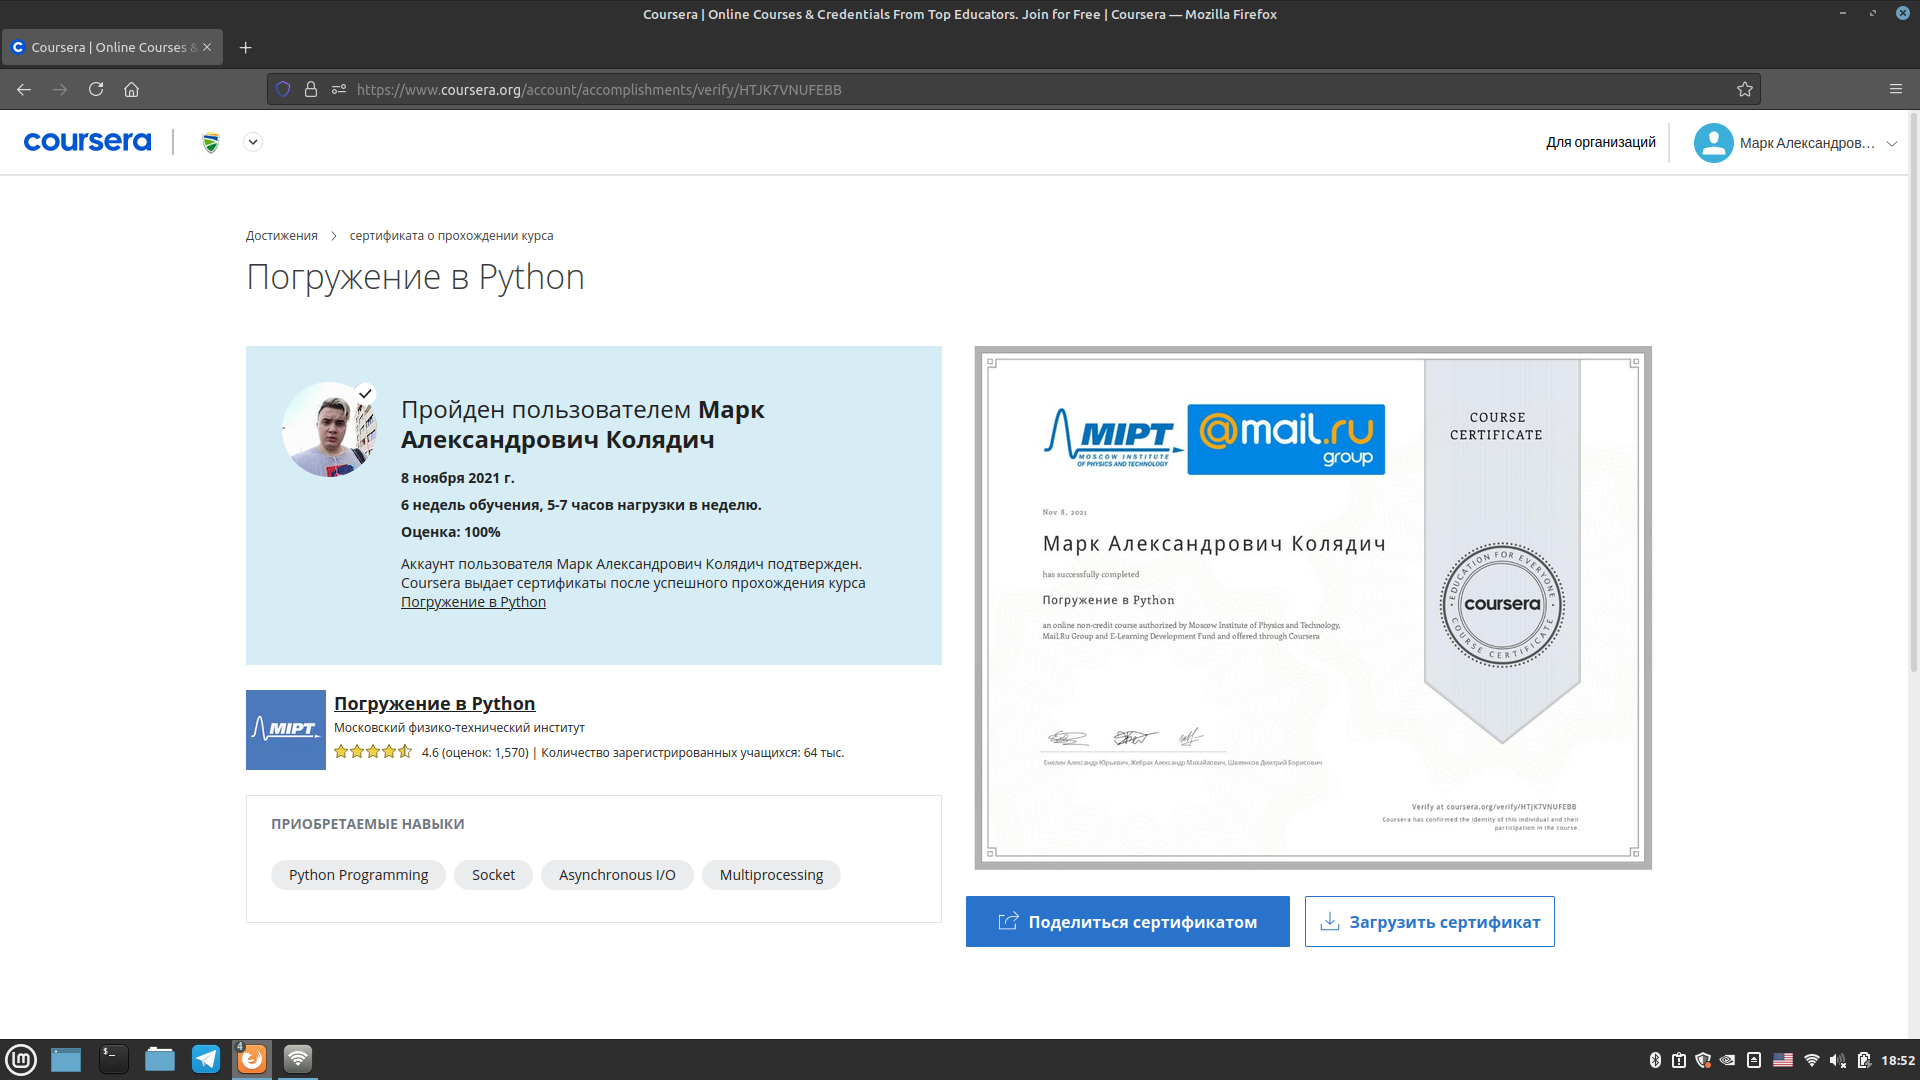 Coursera | Online Courses & Credentials From Top Educators. Join for Free | Coursera — Mozilla Firefox
Coursera | Online Courses &
https://www.coursera.org/account/accomplishments/verify/HTJK7VNUFEBB
coursera
Для организаций
Марк Александров...
Достижения
сертификата о прохождении курса
Погружение в Python
Пройден пользователем Марк
Александрович Колядич
8 ноября 2021 г.
6 недель обучения, 5-7 часов нагрузки в неделю.
Оценка: 100%
Аккаунт пользователя Марк Александрович Колядич подтвержден.
Coursera выдает сертификаты после успешного прохождения курса
Погружение в Python
MIPT
Погружение в Python
Московский физико-технический институт
4.6 (оценок: 1,570) | Количество зарегистрированных учащихся: 64 тыс.
ПРИОБРЕТАЕМЫЕ НАВЫКИ
Python Programming
Socket
Asynchronous I/O
Multiprocessing
MIPT
MOSCOW INSTITUTE
OF PHYSICS AND TECHNOLOGY
@mail.ru
group
COURSE
CERTIFICATE
Nov 8, 2021
Марк Александрович Колядич
has successfully completed
Погружение в Python
an online non-credit course authorized by Moscow Institute of Physics and Technology,
Mail.Ru Group and E-Learning Development Fund and offered through Coursera
EDUCATION FOR EVERYONE
coursera
COURSE CERTIFICATE
Емелин Александр Юрьевич, Жебрак Александр Михайлович, Швеенков Дмитрий Борисович
Verify at coursera.org/verify/HTJK7VNUFEBB
Coursera has confirmed the identity of this individual and their
participation in the course.
Поделиться сертификатом
Загрузить сертификат
4
18:52